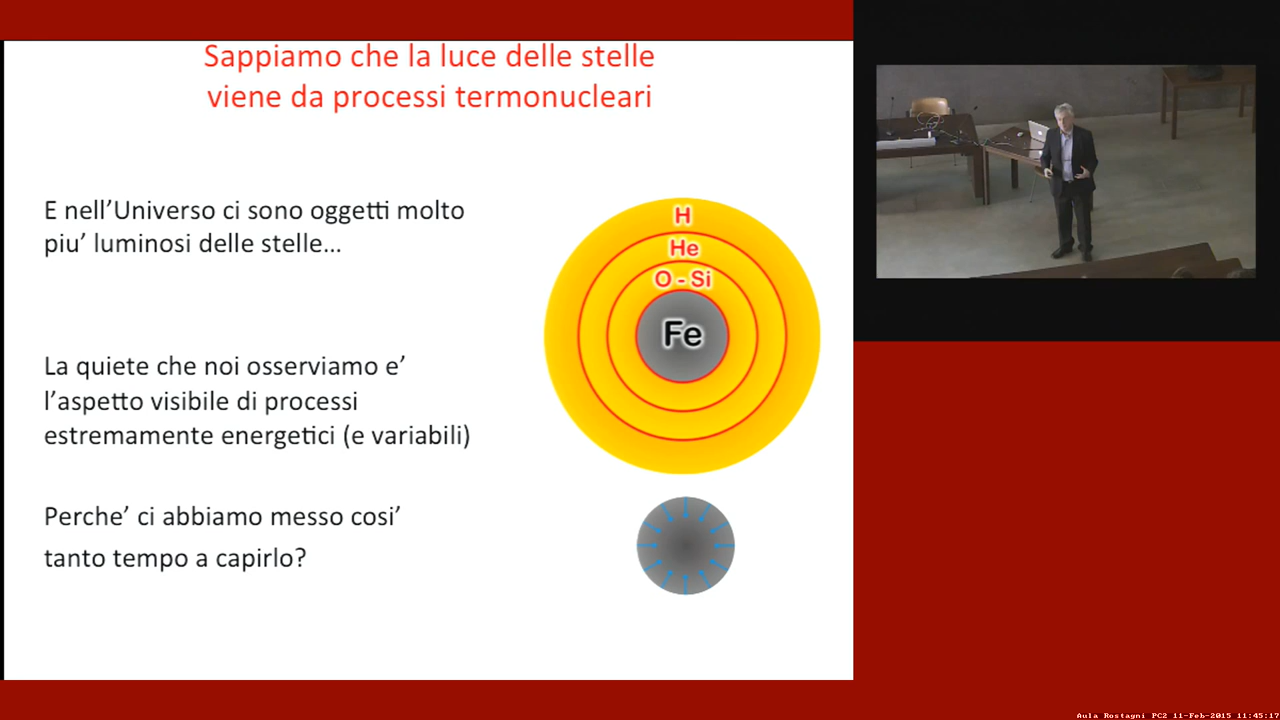 Sappiamo che la luce delle stelle
viene da processi termonucleari
E nell’Universo ci sono oggetti molto
piu’ luminosi delle stelle...
La quiete che noi osserviamo e’
l’aspetto visibile di processi
estremamente energetici (e variabili)
Perche’ ci abbiamo messo cosi’
tanto tempo a capirlo?
H
He
O - Si
Fe
Aula Rostagni PC2 11-Feb-2015 11:45:17